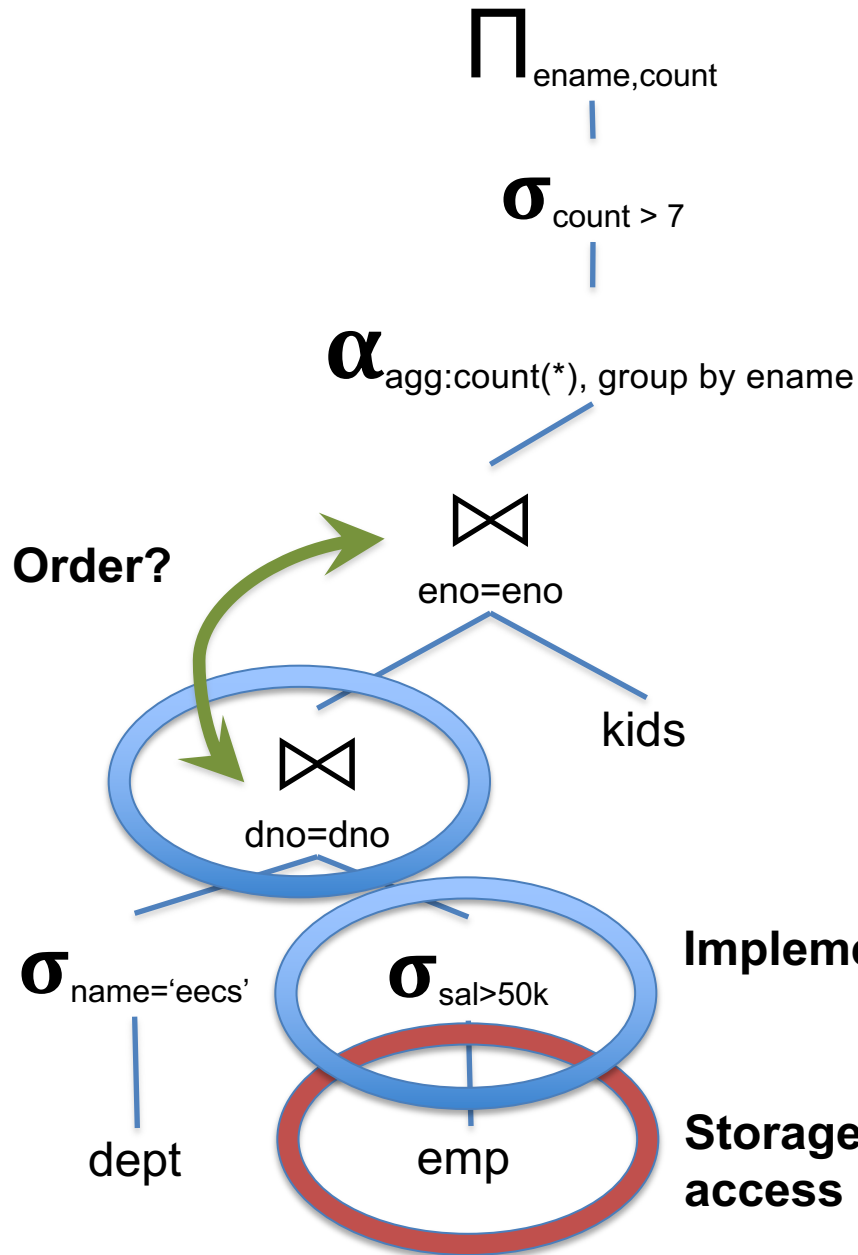 ∏ename,count
σcount > 7
αagg:count(*), group by ename
⋈
Order?
eno=eno
kids
⋈
dno=dno
σname=‘eecs’
σsal>50k
dept
emp
Storage
access